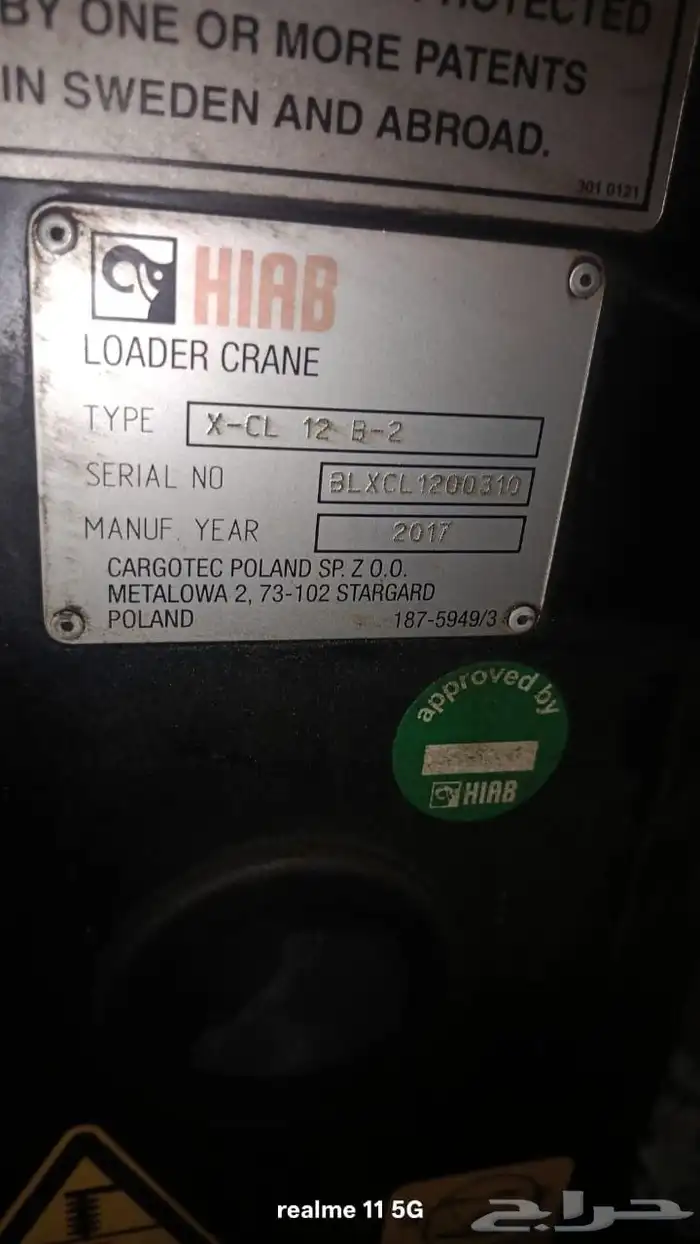 PROTECTED
BY ONE OR MORE PATENTS
IN SWEDEN AND ABROAD.
301 0121
HIAB
LOADER CRANE
TYPE X-CL 12 B-2
SERIAL NO BLXCL1200310
MANUF. YEAR 2017
CARGOTEC POLAND SP. Z O.O.
METALOWA 2, 73-102 STARGARD
POLAND 187-5949/3
approved by
HIAB
realme 11 5G
حراج